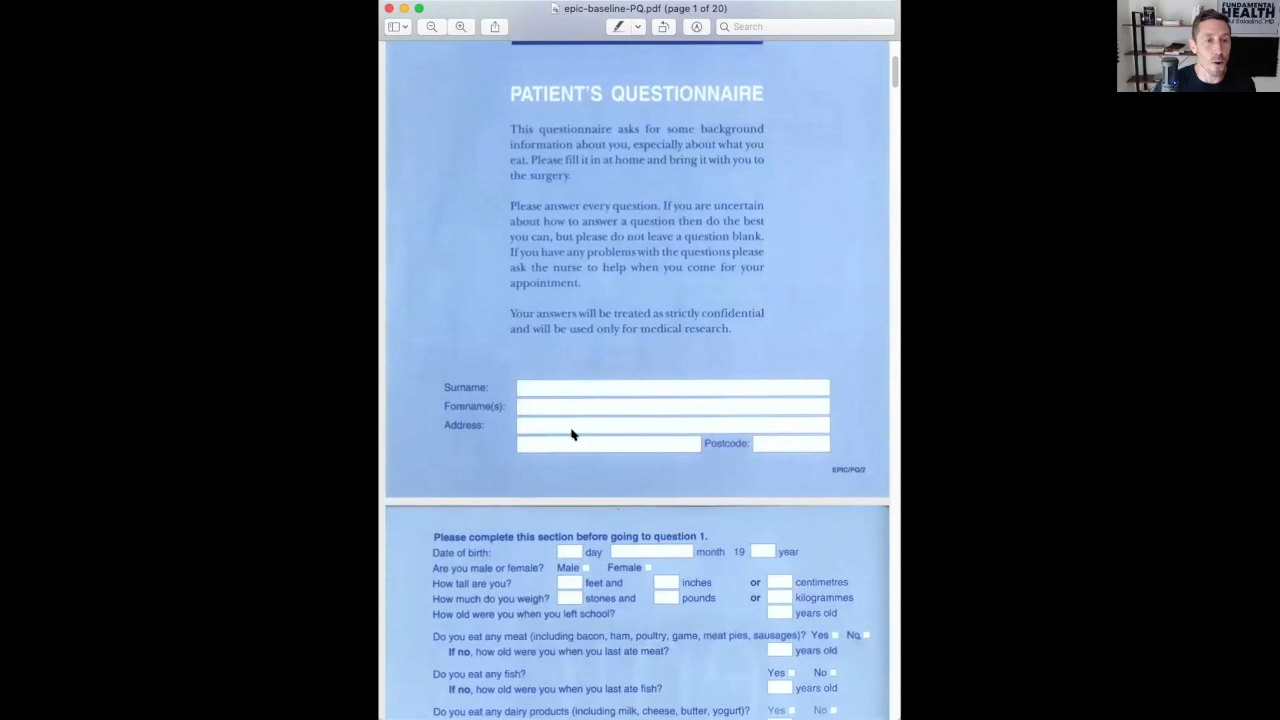 epic-baseline-PQ.pdf (page 1 of 20)
Search
FUNDAMENTAL
HEALTH
PATIENT'S QUESTIONNAIRE
This questionnaire asks for some background
information about you, especially about what you
eat. Please fill it in at home and bring it with you to
the surgery.
Please answer every question. If you are uncertain
about how to answer a question then do the best
you can, but please do not leave a question blank.
If you have any problems with the questions please
ask the nurse to help when you come for your
appointment.
Your answers will be treated as strictly confidential
and will be used only for medical research.
Surname:
Forename(s):
Address:
Postcode:
EPIC/PQ/2
Please complete this section before going to question 1.
Date of birth: day month 19 year
Are you male or female? Male Female
How tall are you? feet and inches or centimetres
How much do you weigh? stones and pounds or kilogrammes
How old were you when you left school? years old
Do you eat any meat (including bacon, ham, poultry, game, meat pies, sausages)? Yes No
If no, how old were you when you last ate meat? years old
Do you eat any fish? Yes No
If no, how old were you when you last ate fish? years old
Do you eat any dairy products (including milk, cheese, butter, yogurt)? Yes No